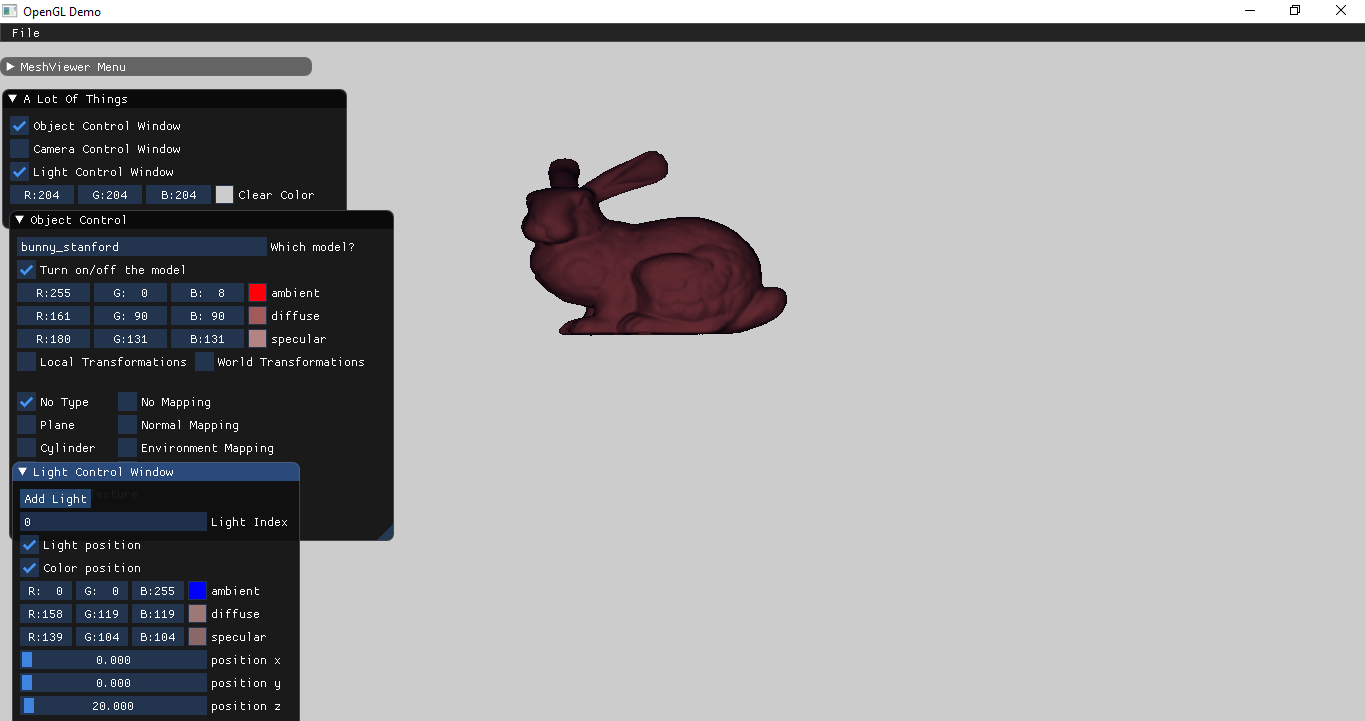 OpenGL Demo
File
MeshViewer Menu
A Lot Of Things
Object Control Window
Camera Control Window
Light Control Window
R:204 G:204 B:204 Clear Color
Object Control
bunny_stanford Which model?
Turn on/off the model
R:255 G: 0 B: 8 ambient
R:161 G: 90 B: 90 diffuse
R:180 G:131 B:131 specular
Local Transformations World Transformations
No Type No Mapping
Plane Normal Mapping
Cylinder Environment Mapping
Light Control Window
Add Light
0 Light Index
Light position
Color position
R: 0 G: 0 B:255 ambient
R:158 G:119 B:119 diffuse
R:139 G:104 B:104 specular
0.000 position x
0.000 position y
20.000 position z